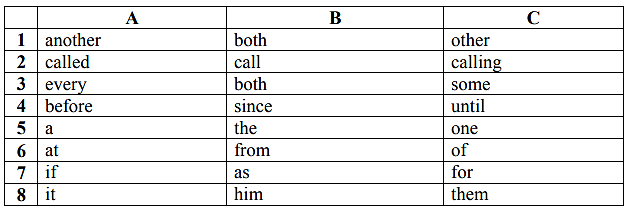 A B C
1 another both other
2 called call calling
3 every both some
4 before since until
5 a the one
6 at from of
7 if as for
8 it him them